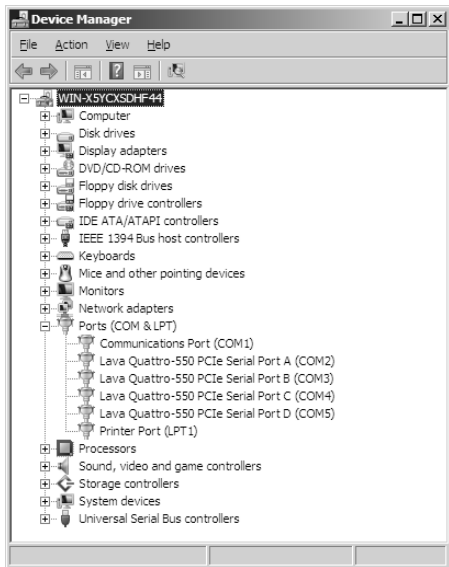 Device Manager
File Action View Help
WIN-X5YCXSDHF44
Computer
Disk drives
Display adapters
DVD/CD-ROM drives
Floppy disk drives
Floppy drive controllers
IDE ATA/ATAPI controllers
IEEE 1394 Bus host controllers
Keyboards
Mice and other pointing devices
Monitors
Network adapters
Ports (COM & LPT)
Communications Port (COM1)
Lava Quattro-550 PCIe Serial Port A (COM2)
Lava Quattro-550 PCIe Serial Port B (COM3)
Lava Quattro-550 PCIe Serial Port C (COM4)
Lava Quattro-550 PCIe Serial Port D (COM5)
Printer Port (LPT1)
Processors
Sound, video and game controllers
Storage controllers
System devices
Universal Serial Bus controllers